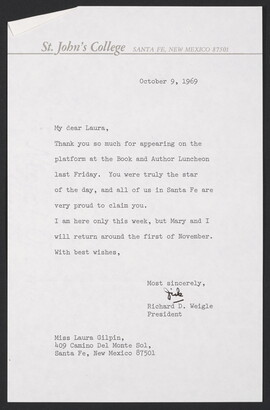 St. John's College SANTA FE, NEW MEXICO 87501
October 9, 1969
My dear Laura,
Thank you so much for appearing on the
platform at the Book and Author Luncheon
last Friday. You were truly the star
of the day, and all of us in Santa Fe are
very proud to claim you.
I am here only this week, but Mary and I
will return around the first of November.
With best wishes,
Most sincerely,
Richard D. Weigle
President
Miss Laura Gilpin,
409 Camino Del Monte Sol,
Santa Fe, New Mexico 87501